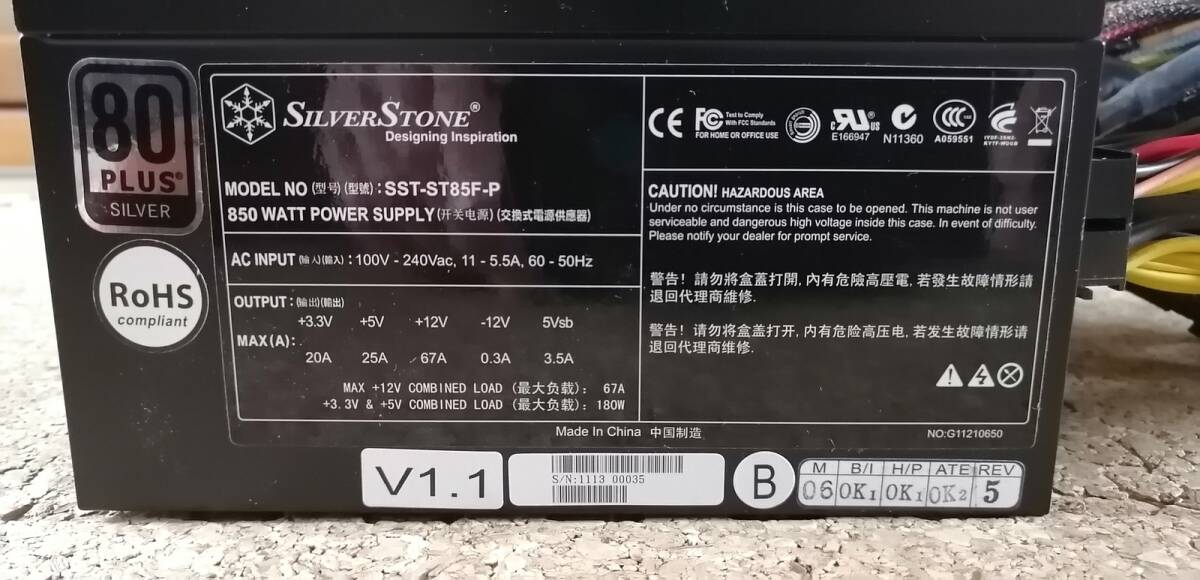 80
PLUS®
SILVER
RoHS
compliant
SILVERSTONE®
Designing Inspiration
MODEL NO (型号) (型號) : SST-ST85F-P
850 WATT POWER SUPPLY (开关电源) (交換式電源供應器)
AC INPUT (输入) (輸入) : 100V - 240Vac, 11 - 5.5A, 60 - 50Hz
OUTPUT : (输出) (輸出)
+3.3V +5V +12V -12V 5Vsb
MAX(A):
20A 25A 67A 0.3A 3.5A
MAX +12V COMBINED LOAD (最大负载): 67A
+3.3V & +5V COMBINED LOAD (最大负载): 180W
CE FC Test to Comply
With FCC Standards
FOR HOME OR OFFICE USE
c RU US
E166947
N11360
CCC
A059551
CAUTION! HAZARDOUS AREA
Under no circumstance is this case to be opened. This machine is not user
serviceable and dangerous high voltage inside this case. In event of difficulty.
Please notify your dealer for prompt service.
警告! 請勿將盒蓋打開, 內有危險高壓電, 若發生故障情形請
退回代理商維修.
警告! 请勿将盒盖打开, 内有危险高压电, 若发生故障情形请
退回代理商维修.
Made In China 中国制造
NO:G11210650
V1.1
S/N:1113 00035
B
M B/I H/P ATE REV
06 OK1 OK1 OK2 5